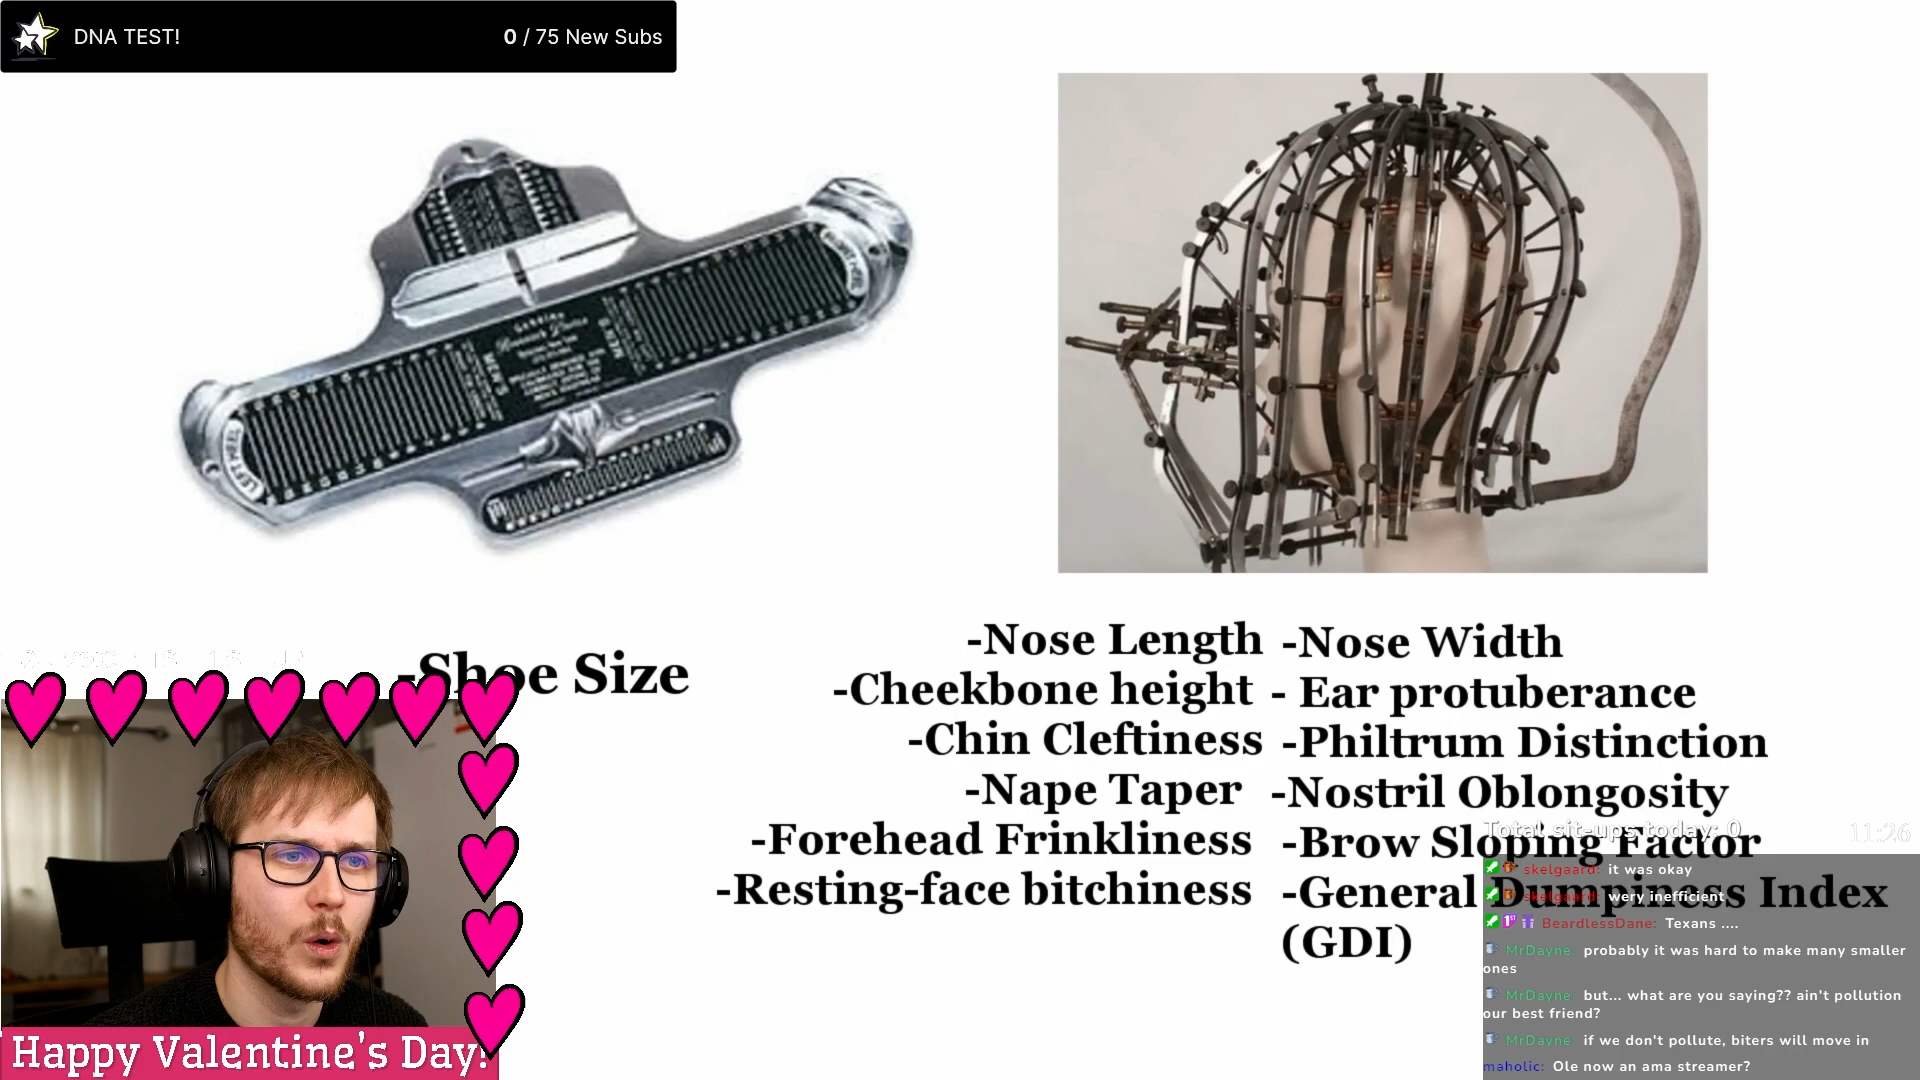 DNA TEST!
0 / 75 New Subs
MEN'S
-Shoe Size
-Nose Length
-Cheekbone height
-Chin Cleftiness
-Nape Taper
-Forehead Frinkliness
-Resting-face bitchiness
-Nose Width
- Ear protuberance
-Philtrum Distinction
-Nostril Oblongosity
-Brow Sloping Factor
-General Dumpiness Index
(GDI)
Total sit-ups today: 0
11:26
skelgaard: it was okay
skelgaard: wery inefficient
BeardlessDane: Texans ....
MrDayne: probably it was hard to make many smaller
ones
MrDayne: but... what are you saying?? ain't pollution
our best friend?
MrDayne: if we don't pollute, biters will move in
maholic: Ole now an ama streamer?
Happy Valentine's Day!